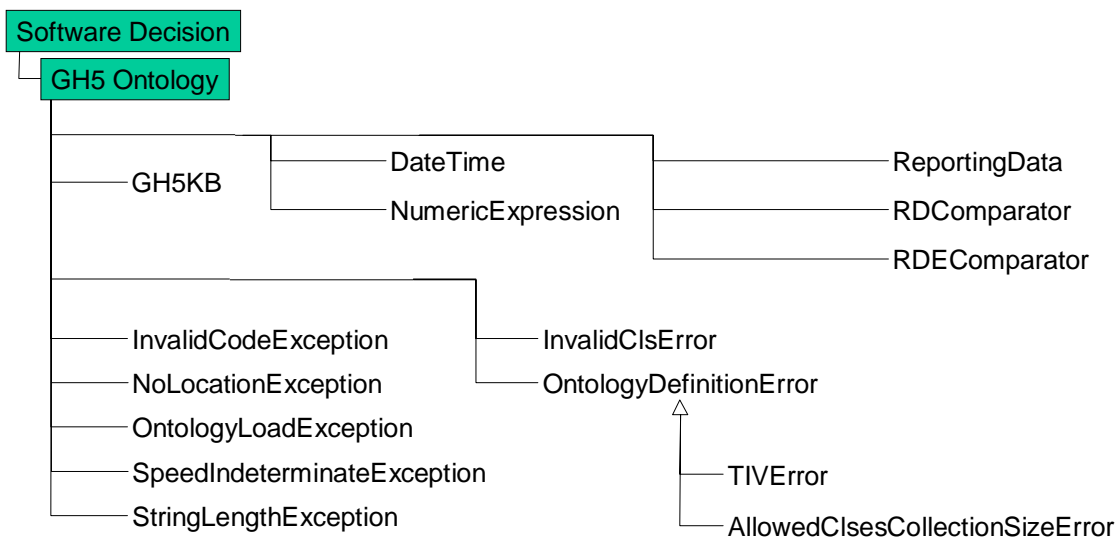 Software Decision
GH5 Ontology
DateTime
ReportingData
GH5KB
NumericExpression
RDComparator
RDEComparator
InvalidCodeException
InvalidClsError
NoLocationException
OntologyDefinitionError
OntologyLoadException
SpeedIndeterminateException
TIVError
StringLengthException
AllowedClsesCollectionSizeError